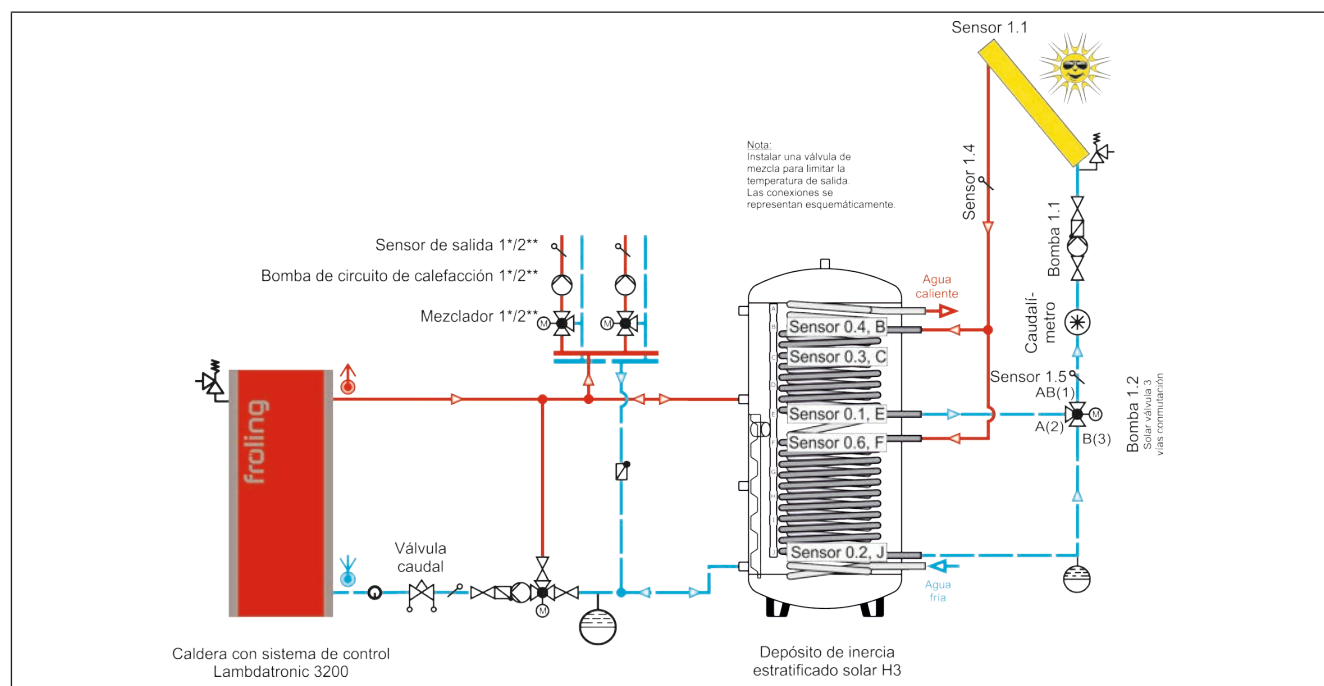 Sensor 1.1
Nota:
Instalar una válvula de
mezcla para limitar la
temperatura de salida.
Las conexiones se
representan esquemáticamente.
Sensor 1.4
Bomba 1.1
Sensor de salida 1*/2**
Bomba de circuito de calefacción 1*/2**
Mezclador 1*/2**
M
M
Agua
caliente
Caudalí-
metro
A
B
C
D
E
F
G
H
I
J
Sensor 0.4, B
Sensor 0.3, C
Sensor 0.1, E
Sensor 0.6, F
Sensor 0.2, J
Sensor 1.5
AB(1)
A(2)
M
B(3)
Bomba 1.2
Solar válvula 3
vías conmutación
froling
Válvula
caudal
M
Agua
fría
Caldera con sistema de control
Lambdatronic 3200
Depósito de inercia
estratificado solar H3